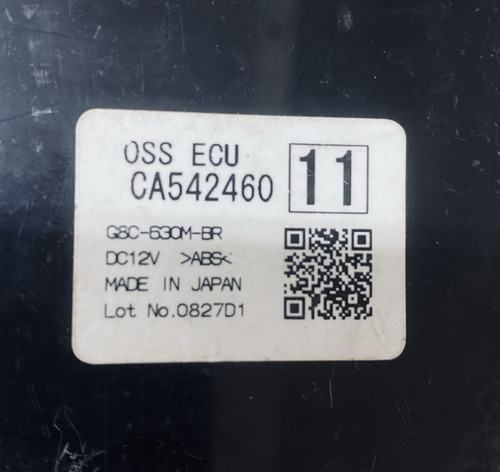 OSS ECU
CA542460
11
G8C-630M-BR
DC12V >ABS<
MADE IN JAPAN
Lot No.0827D1